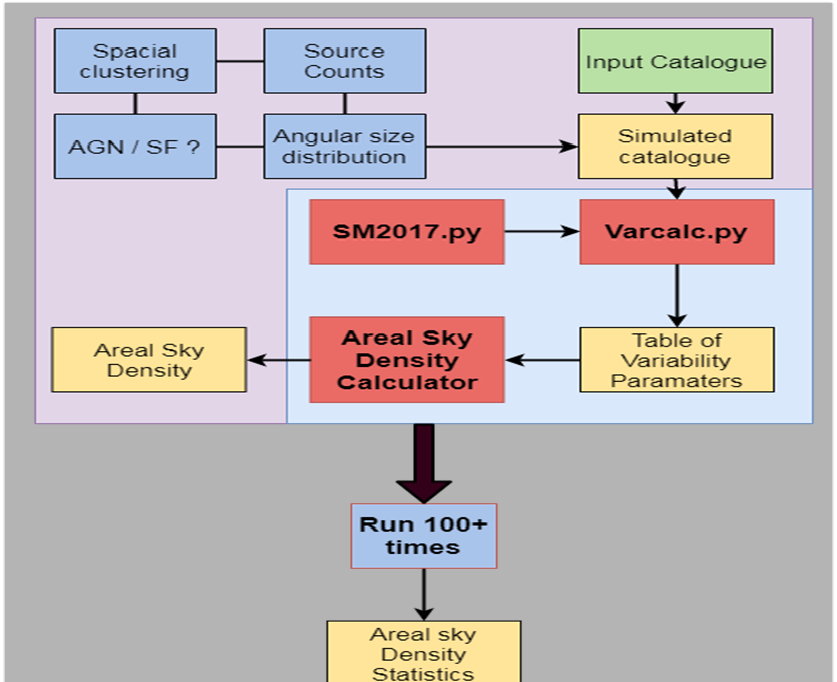 Spacial
clustering
Source
Counts
Input Catalogue
AGN / SF ?
Angular size
distribution
Simulated
catalogue
SM2017.py
Varcalc.py
Areal Sky
Density
Areal Sky
Density
Calculator
Table of
Variability
Paramaters
Run 100+
times
Areal sky
Density
Statistics